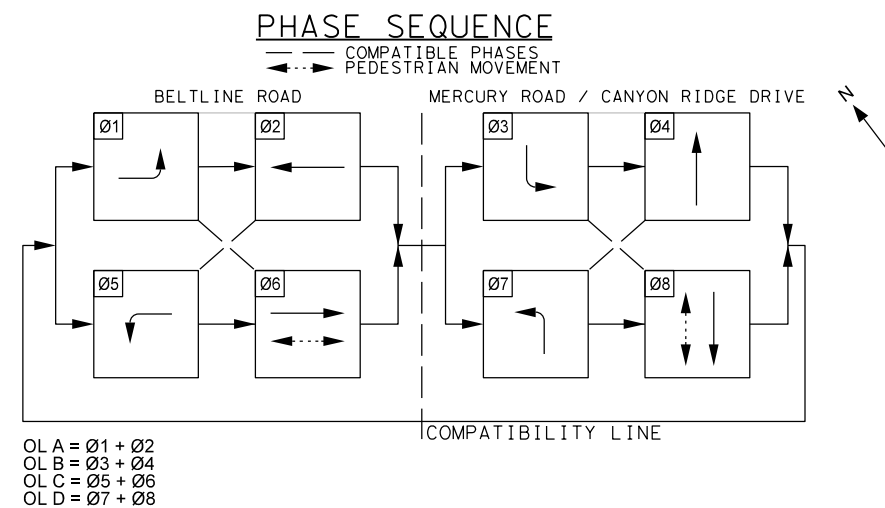 PHASE SEQUENCE
COMPATIBLE PHASES
PEDESTRIAN MOVEMENT
BELTLINE ROAD
MERCURY ROAD / CANYON RIDGE DRIVE
N
Ø1
Ø2
Ø3
Ø4
Ø5
Ø6
Ø7
Ø8
COMPATIBILITY LINE
OL A = Ø1 + Ø2
OL B = Ø3 + Ø4
OL C = Ø5 + Ø6
OL D = Ø7 + Ø8